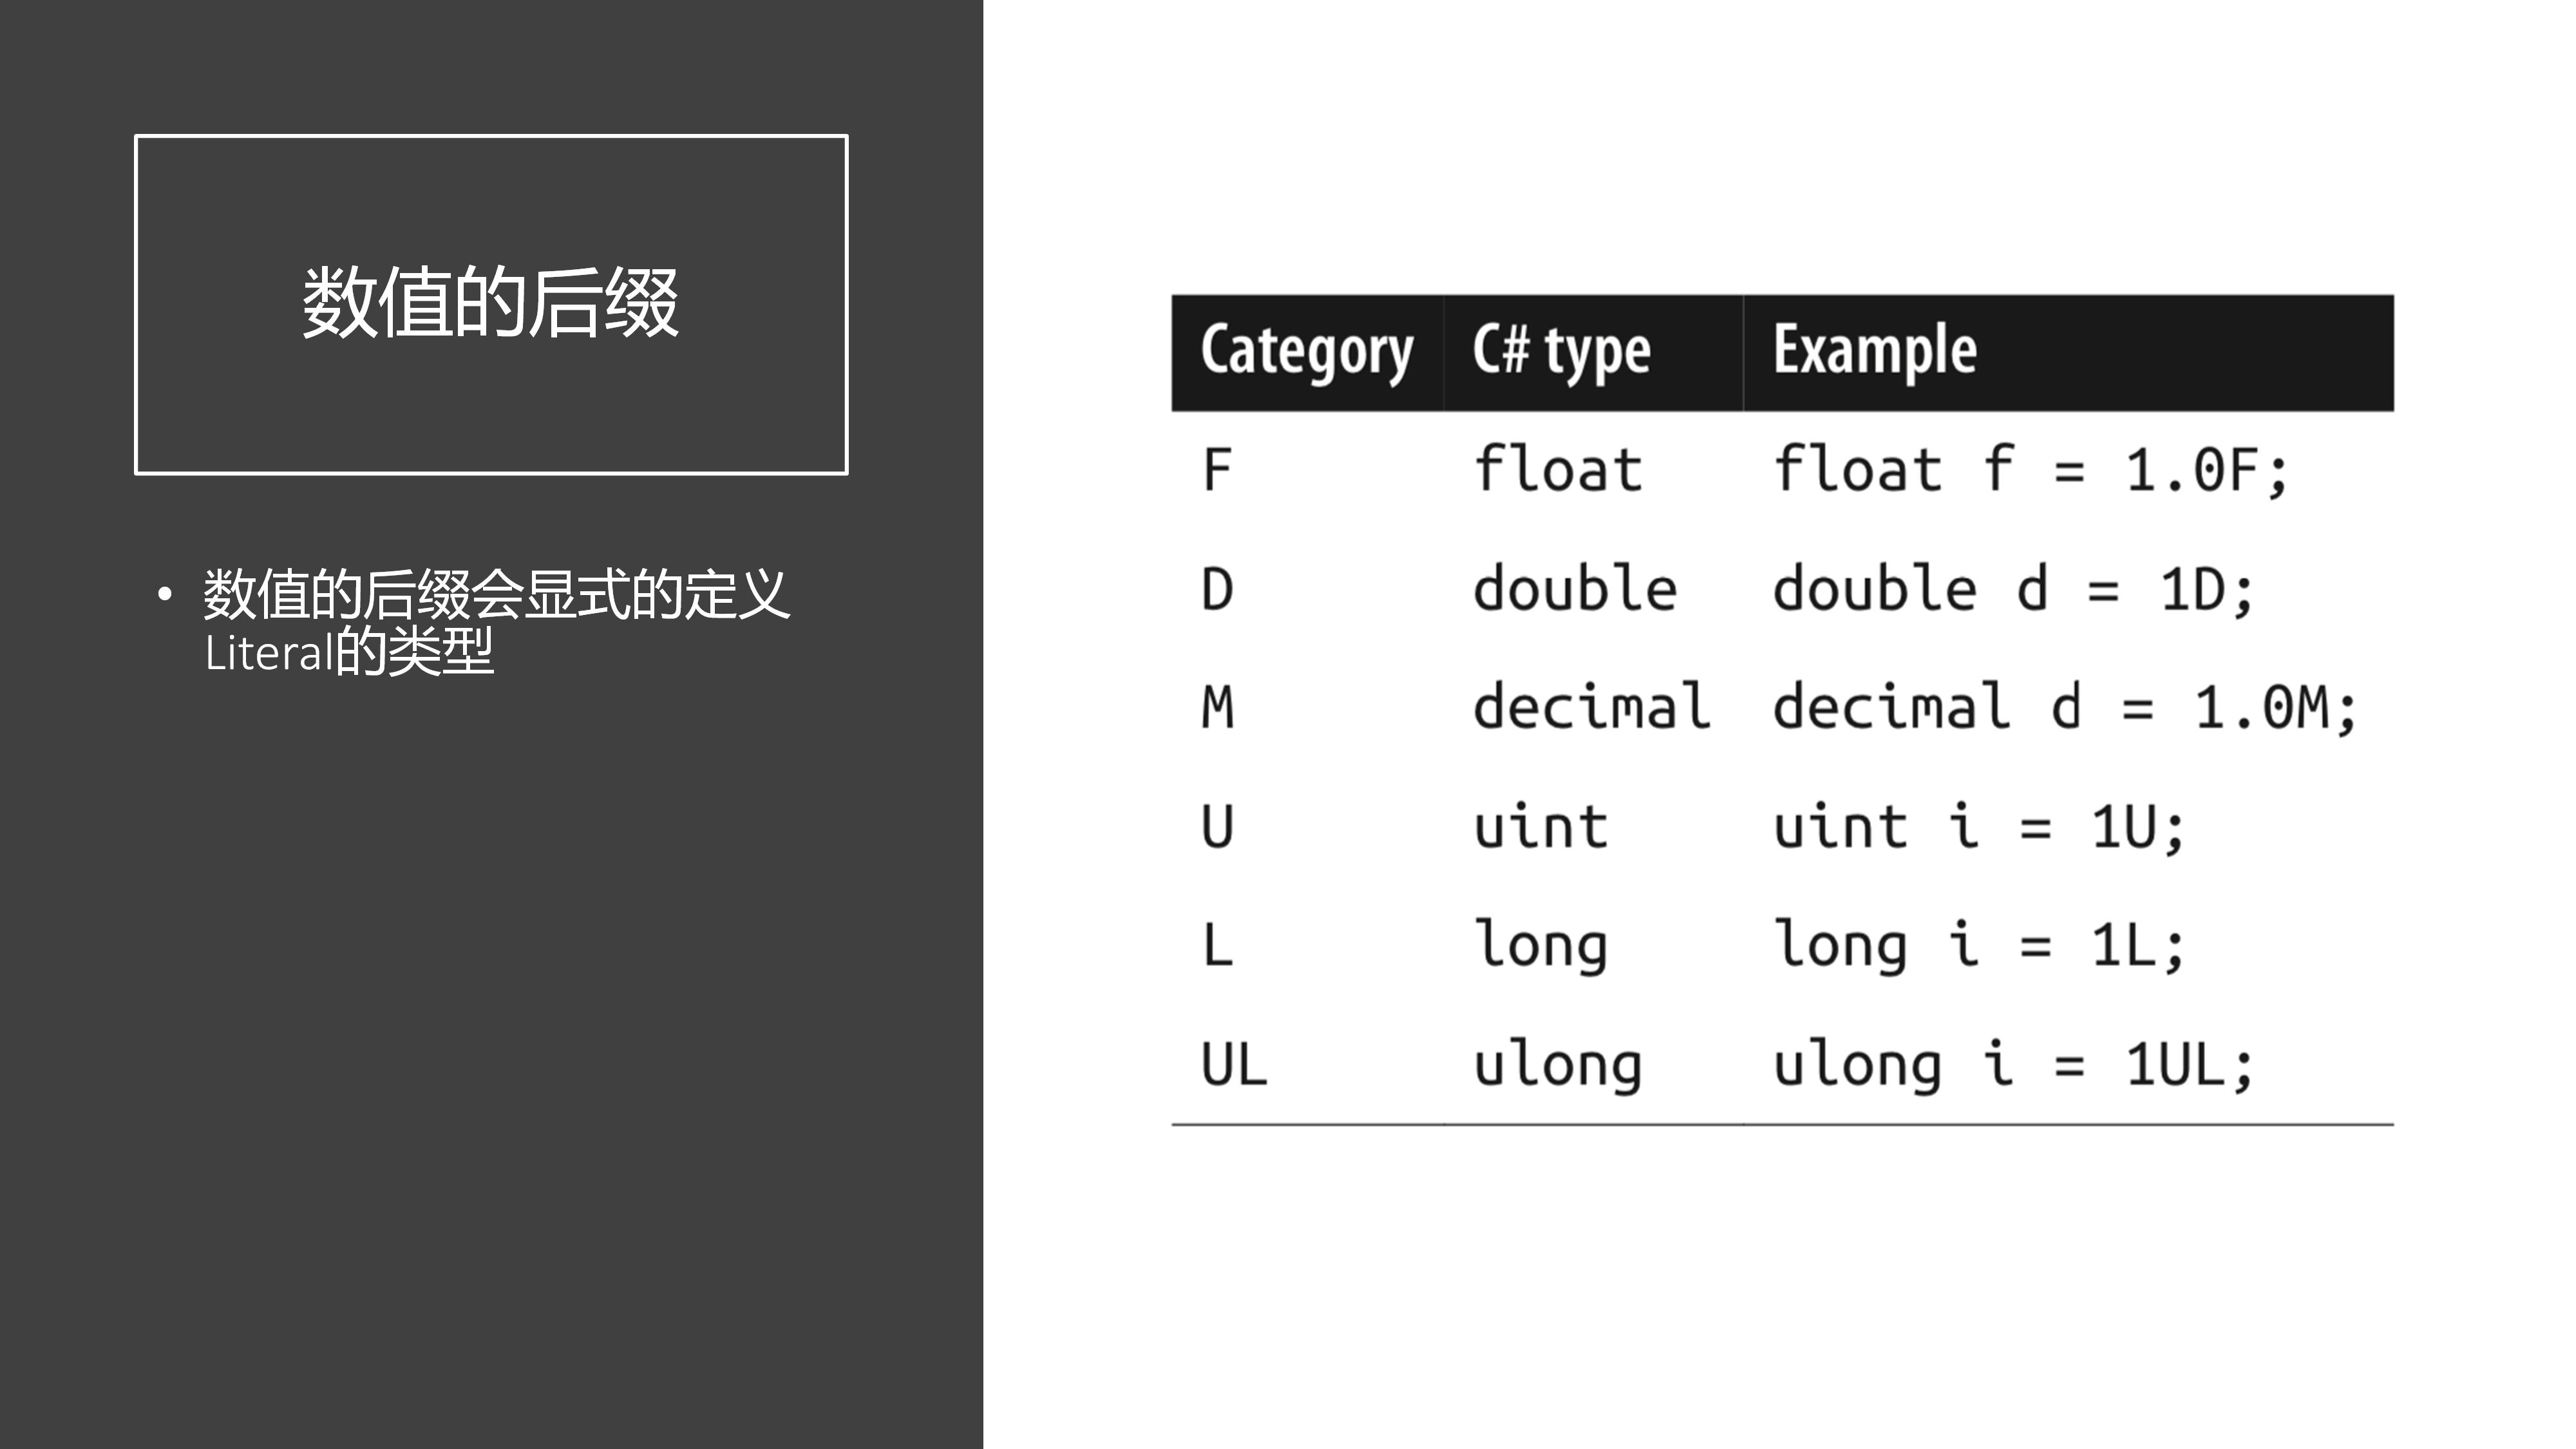 数值的后缀
• 数值的后缀会显式的定义
Literal的类型
Category C# type Example
F float float f = 1.0F;
D double double d = 1D;
M decimal decimal d = 1.0M;
U uint uint i = 1U;
L long long i = 1L;
UL ulong ulong i = 1UL;